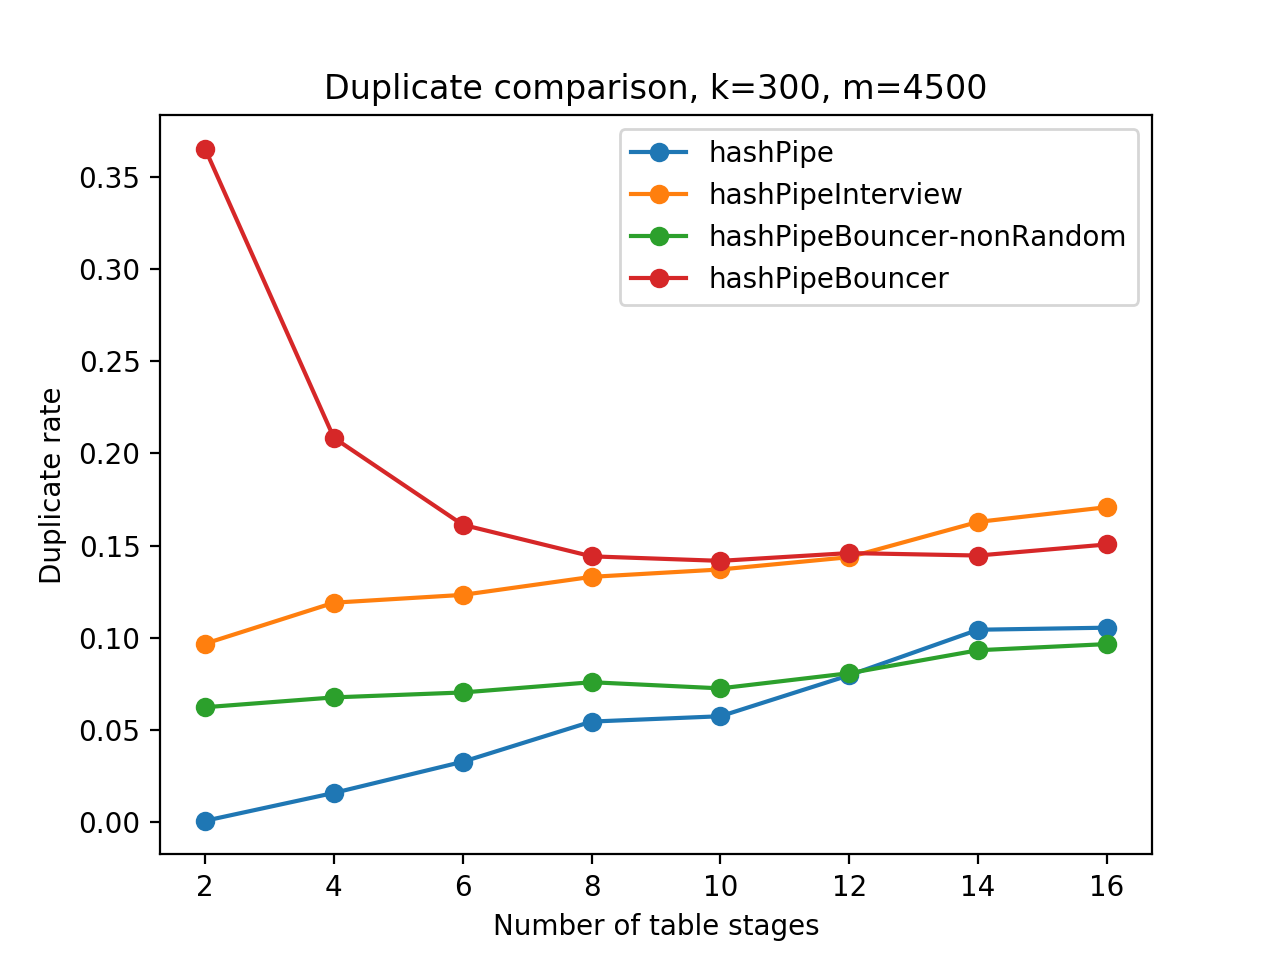 Duplicate comparison, k=300, m=4500
hashPipe
hashPipeInterview
hashPipeBouncer-nonRandom
hashPipeBouncer
0.35
0.30
0.25
0.20
0.15
0.10
0.05
0.00
Duplicate rate
2 4 6 8 10 12 14 16
Number of table stages